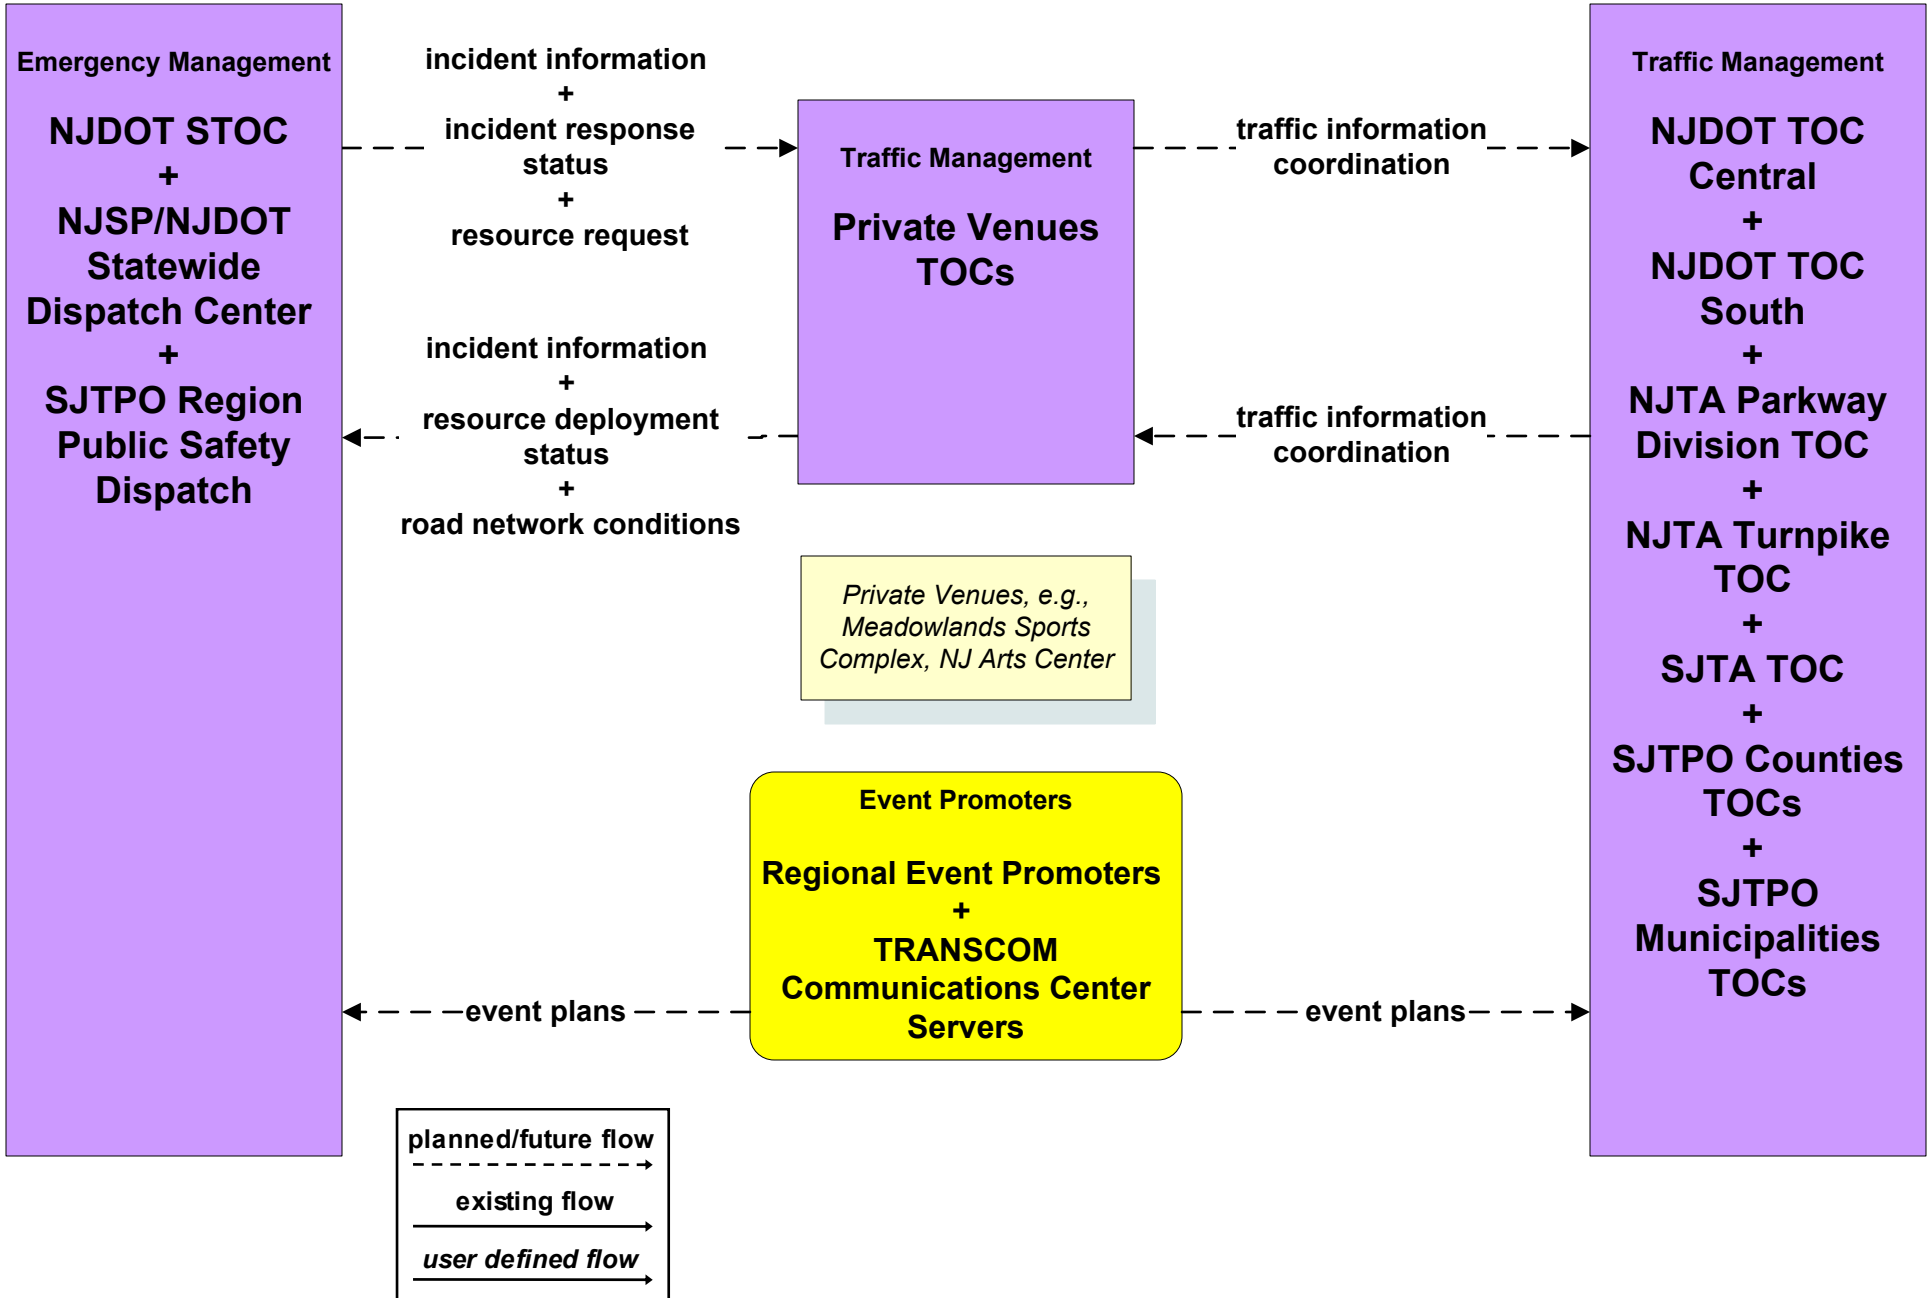 Emergency Management
NJDOT STOC
+
NJSP/NJDOT
Statewide
Dispatch Center
+
SJTPO Region
Public Safety
Dispatch
incident information
+
incident response
status
+
resource request
incident information
+
resource deployment
status
+
road network conditions
Traffic Management
Private Venues
TOCs
traffic information
coordination
traffic information
coordination
Traffic Management
NJDOT TOC
Central
+
NJDOT TOC
South
+
NJTA Parkway
Division TOC
+
NJTA Turnpike
TOC
+
SJTA TOC
+
SJTPO Counties
TOCs
+
SJTPO
Municipalities
TOCs
Private Venues, e.g.,
Meadowlands Sports
Complex, NJ Arts Center
Event Promoters
Regional Event Promoters
+
TRANSCOM
Communications Center
Servers
event plans
event plans
planned/future flow
existing flow
user defined flow